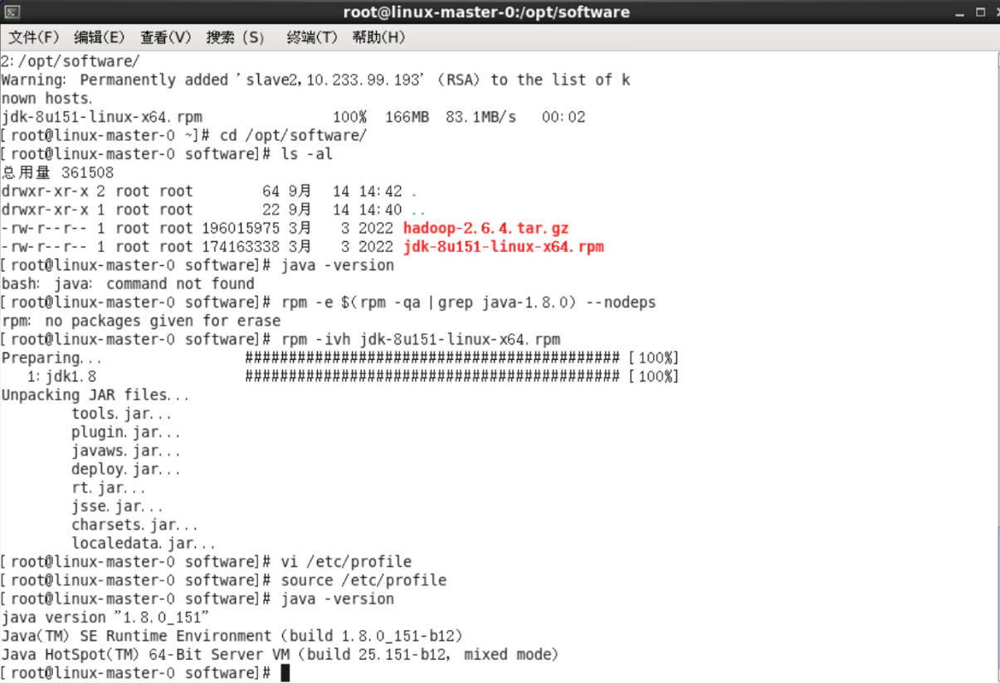 root@linux-master-0:/opt/software
文件(F) 编辑(E) 查看(V) 搜索 (S) 终端(T) 帮助(H)
2:/opt/software/
Warning: Permanently added 'slave2,10.233.99.193' (RSA) to the list of k
nown hosts.
jdk-8u151-linux-x64.rpm 100% 166MB 83.1MB/s 00:02
[root@linux-master-0 ~]# cd /opt/software/
[root@linux-master-0 software]# ls -al
总用量 361508
drwxr-xr-x 2 root root 64 9月 14 14:42 .
drwxr-xr-x 1 root root 22 9月 14 14:40 ..
-rw-r--r-- 1 root root 196015975 3月 3 2022 hadoop-2.6.4.tar.gz
-rw-r--r-- 1 root root 174163338 3月 3 2022 jdk-8u151-linux-x64.rpm
[root@linux-master-0 software]# java -version
bash: java: command not found
[root@linux-master-0 software]# rpm -e $(rpm -qa |grep java-1.8.0) --nodeps
rpm: no packages given for erase
[root@linux-master-0 software]# rpm -ivh jdk-8u151-linux-x64.rpm
Preparing... ########################################### [100%]
1:jdk1.8 ########################################### [100%]
Unpacking JAR files...
tools.jar...
plugin.jar...
javaws.jar...
deploy.jar...
rt.jar...
jsse.jar...
charsets.jar...
localedata.jar...
[root@linux-master-0 software]# vi /etc/profile
[root@linux-master-0 software]# source /etc/profile
[root@linux-master-0 software]# java -version
java version "1.8.0_151"
Java(TM) SE Runtime Environment (build 1.8.0_151-b12)
Java HotSpot(TM) 64-Bit Server VM (build 25.151-b12, mixed mode)
[root@linux-master-0 software]#